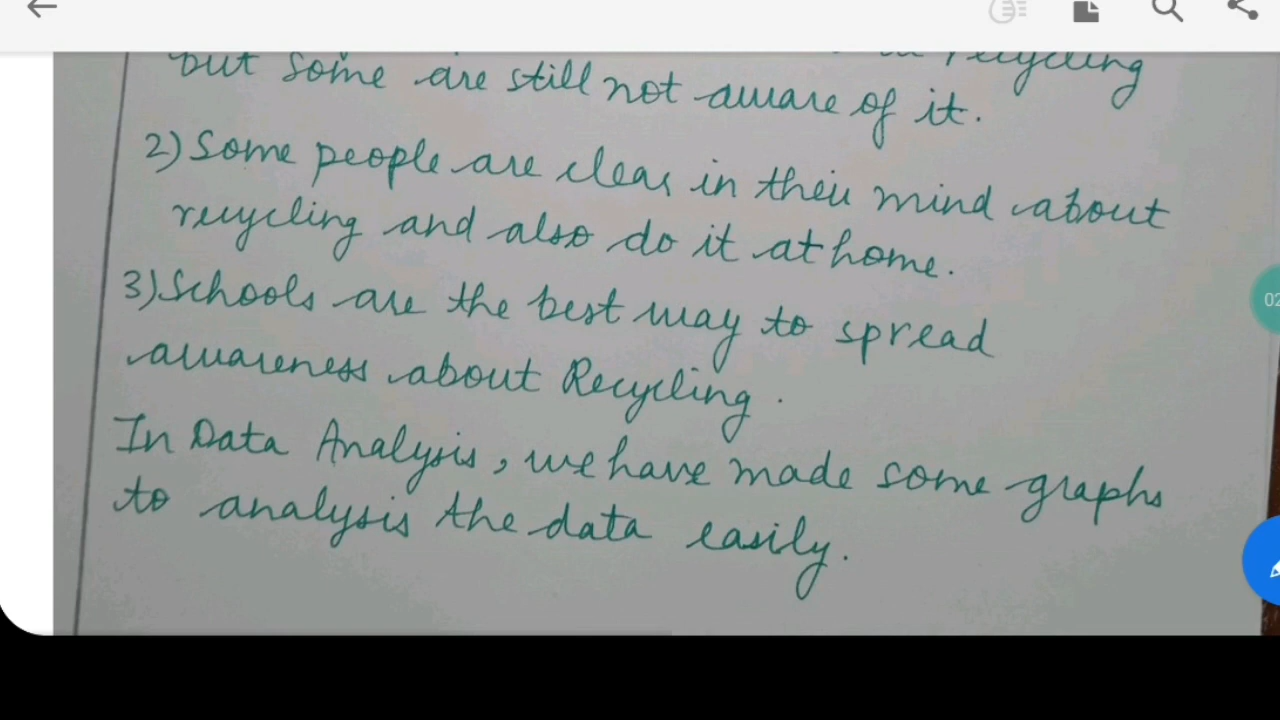 recycling
but some are still not aware of it.
2) Some people are clear in their mind about
recycling and also do it at home.
3) Schools are the best way to spread
awareness about Recycling.
In Data Analysis, we have made some graphs
to analysis the data easily.
02